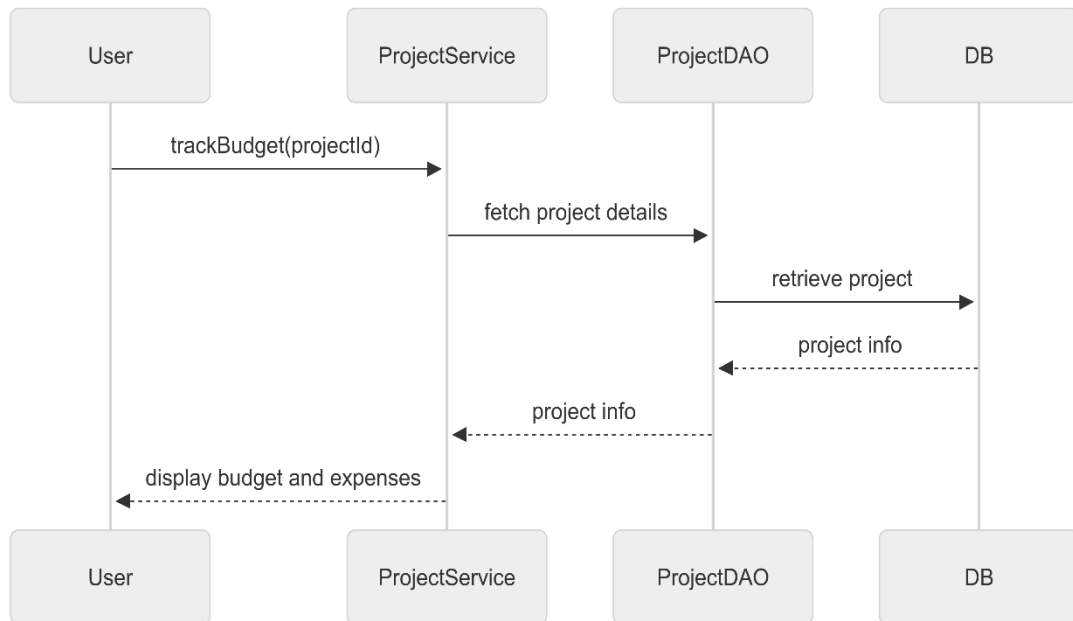 User
ProjectService
ProjectDAO
DB
trackBudget(projectId)
fetch project details
retrieve project
project info
project info
display budget and expenses
User
ProjectService
ProjectDAO
DB